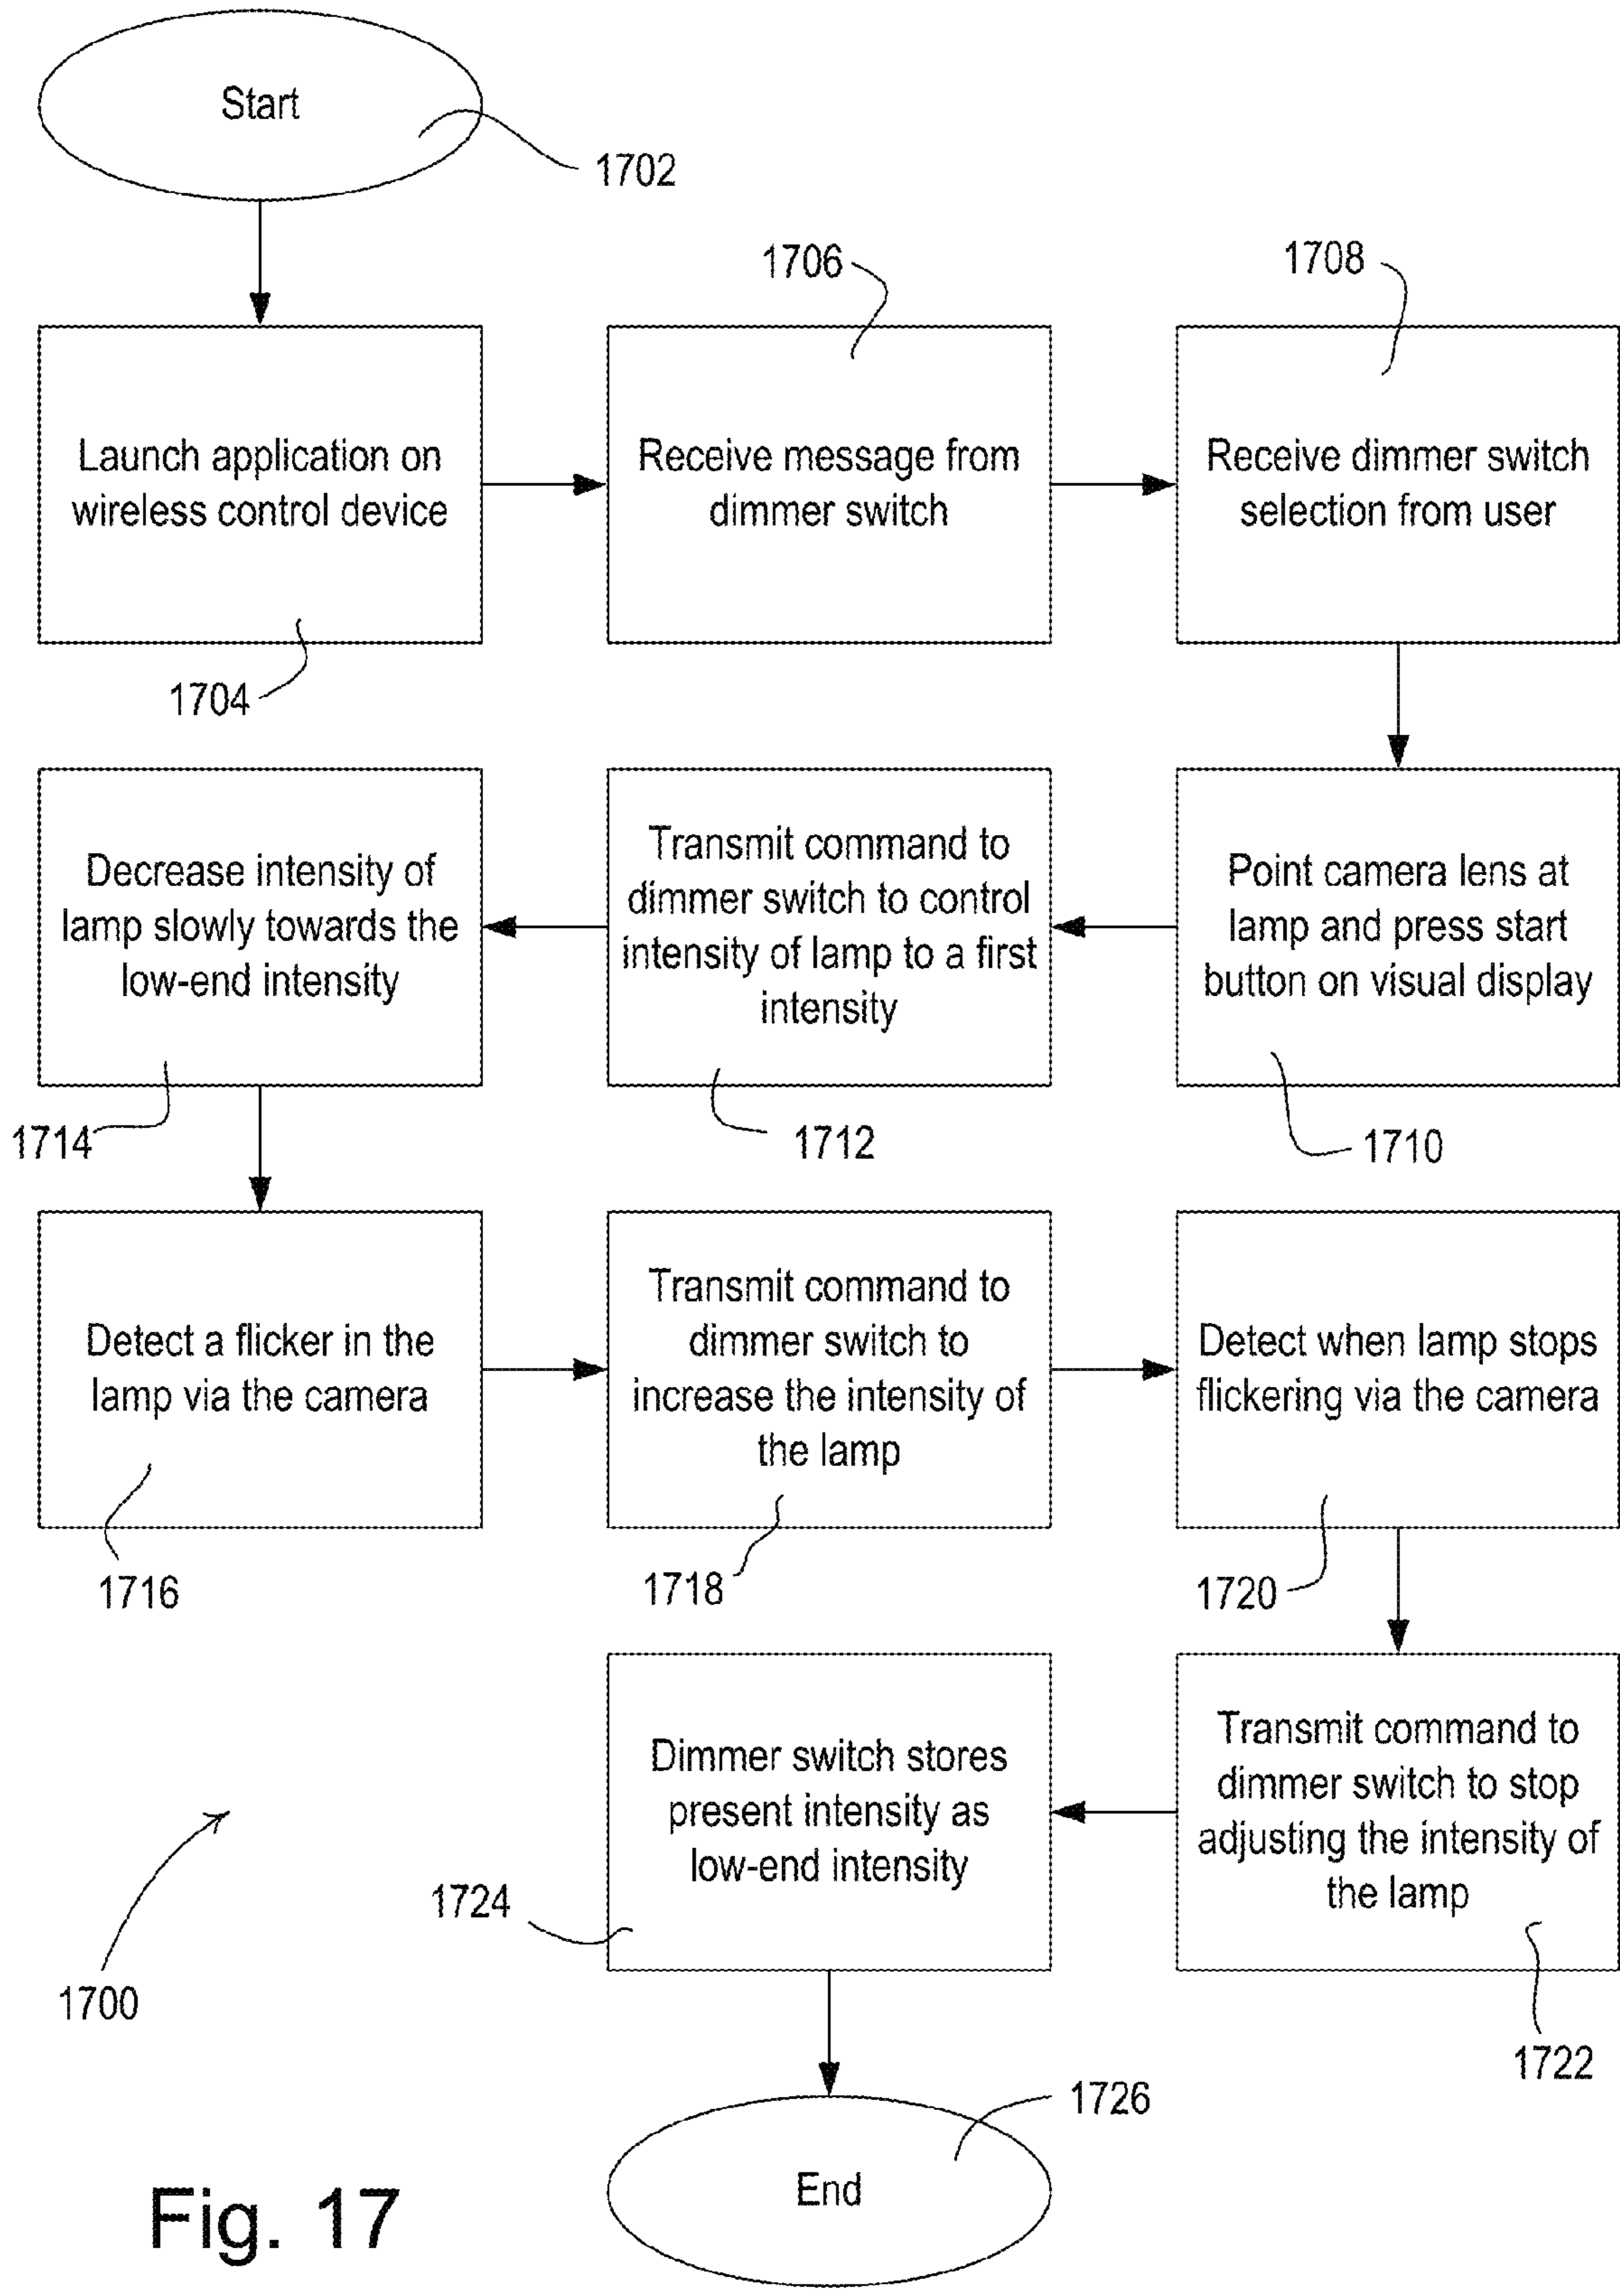 Start
1702
1706
1708
Launch application on
wireless control device
1704
Receive message from
dimmer switch
Receive dimmer switch
selection from user
Decrease intensity of
lamp slowly towards the
low-end intensity
1714
Transmit command to
dimmer switch to control
intensity of lamp to a first
intensity
1712
Point camera lens at
lamp and press start
button on visual display
1710
Detect a flicker in the
lamp via the camera
1716
Transmit command to
dimmer switch to
increase the intensity of
the lamp
1718
Detect when lamp stops
flickering via the camera
1720
Dimmer switch stores
present intensity as
low-end intensity
1724
Transmit command to
dimmer switch to stop
adjusting the intensity of
the lamp
1722
1700
1726
End
Fig. 17